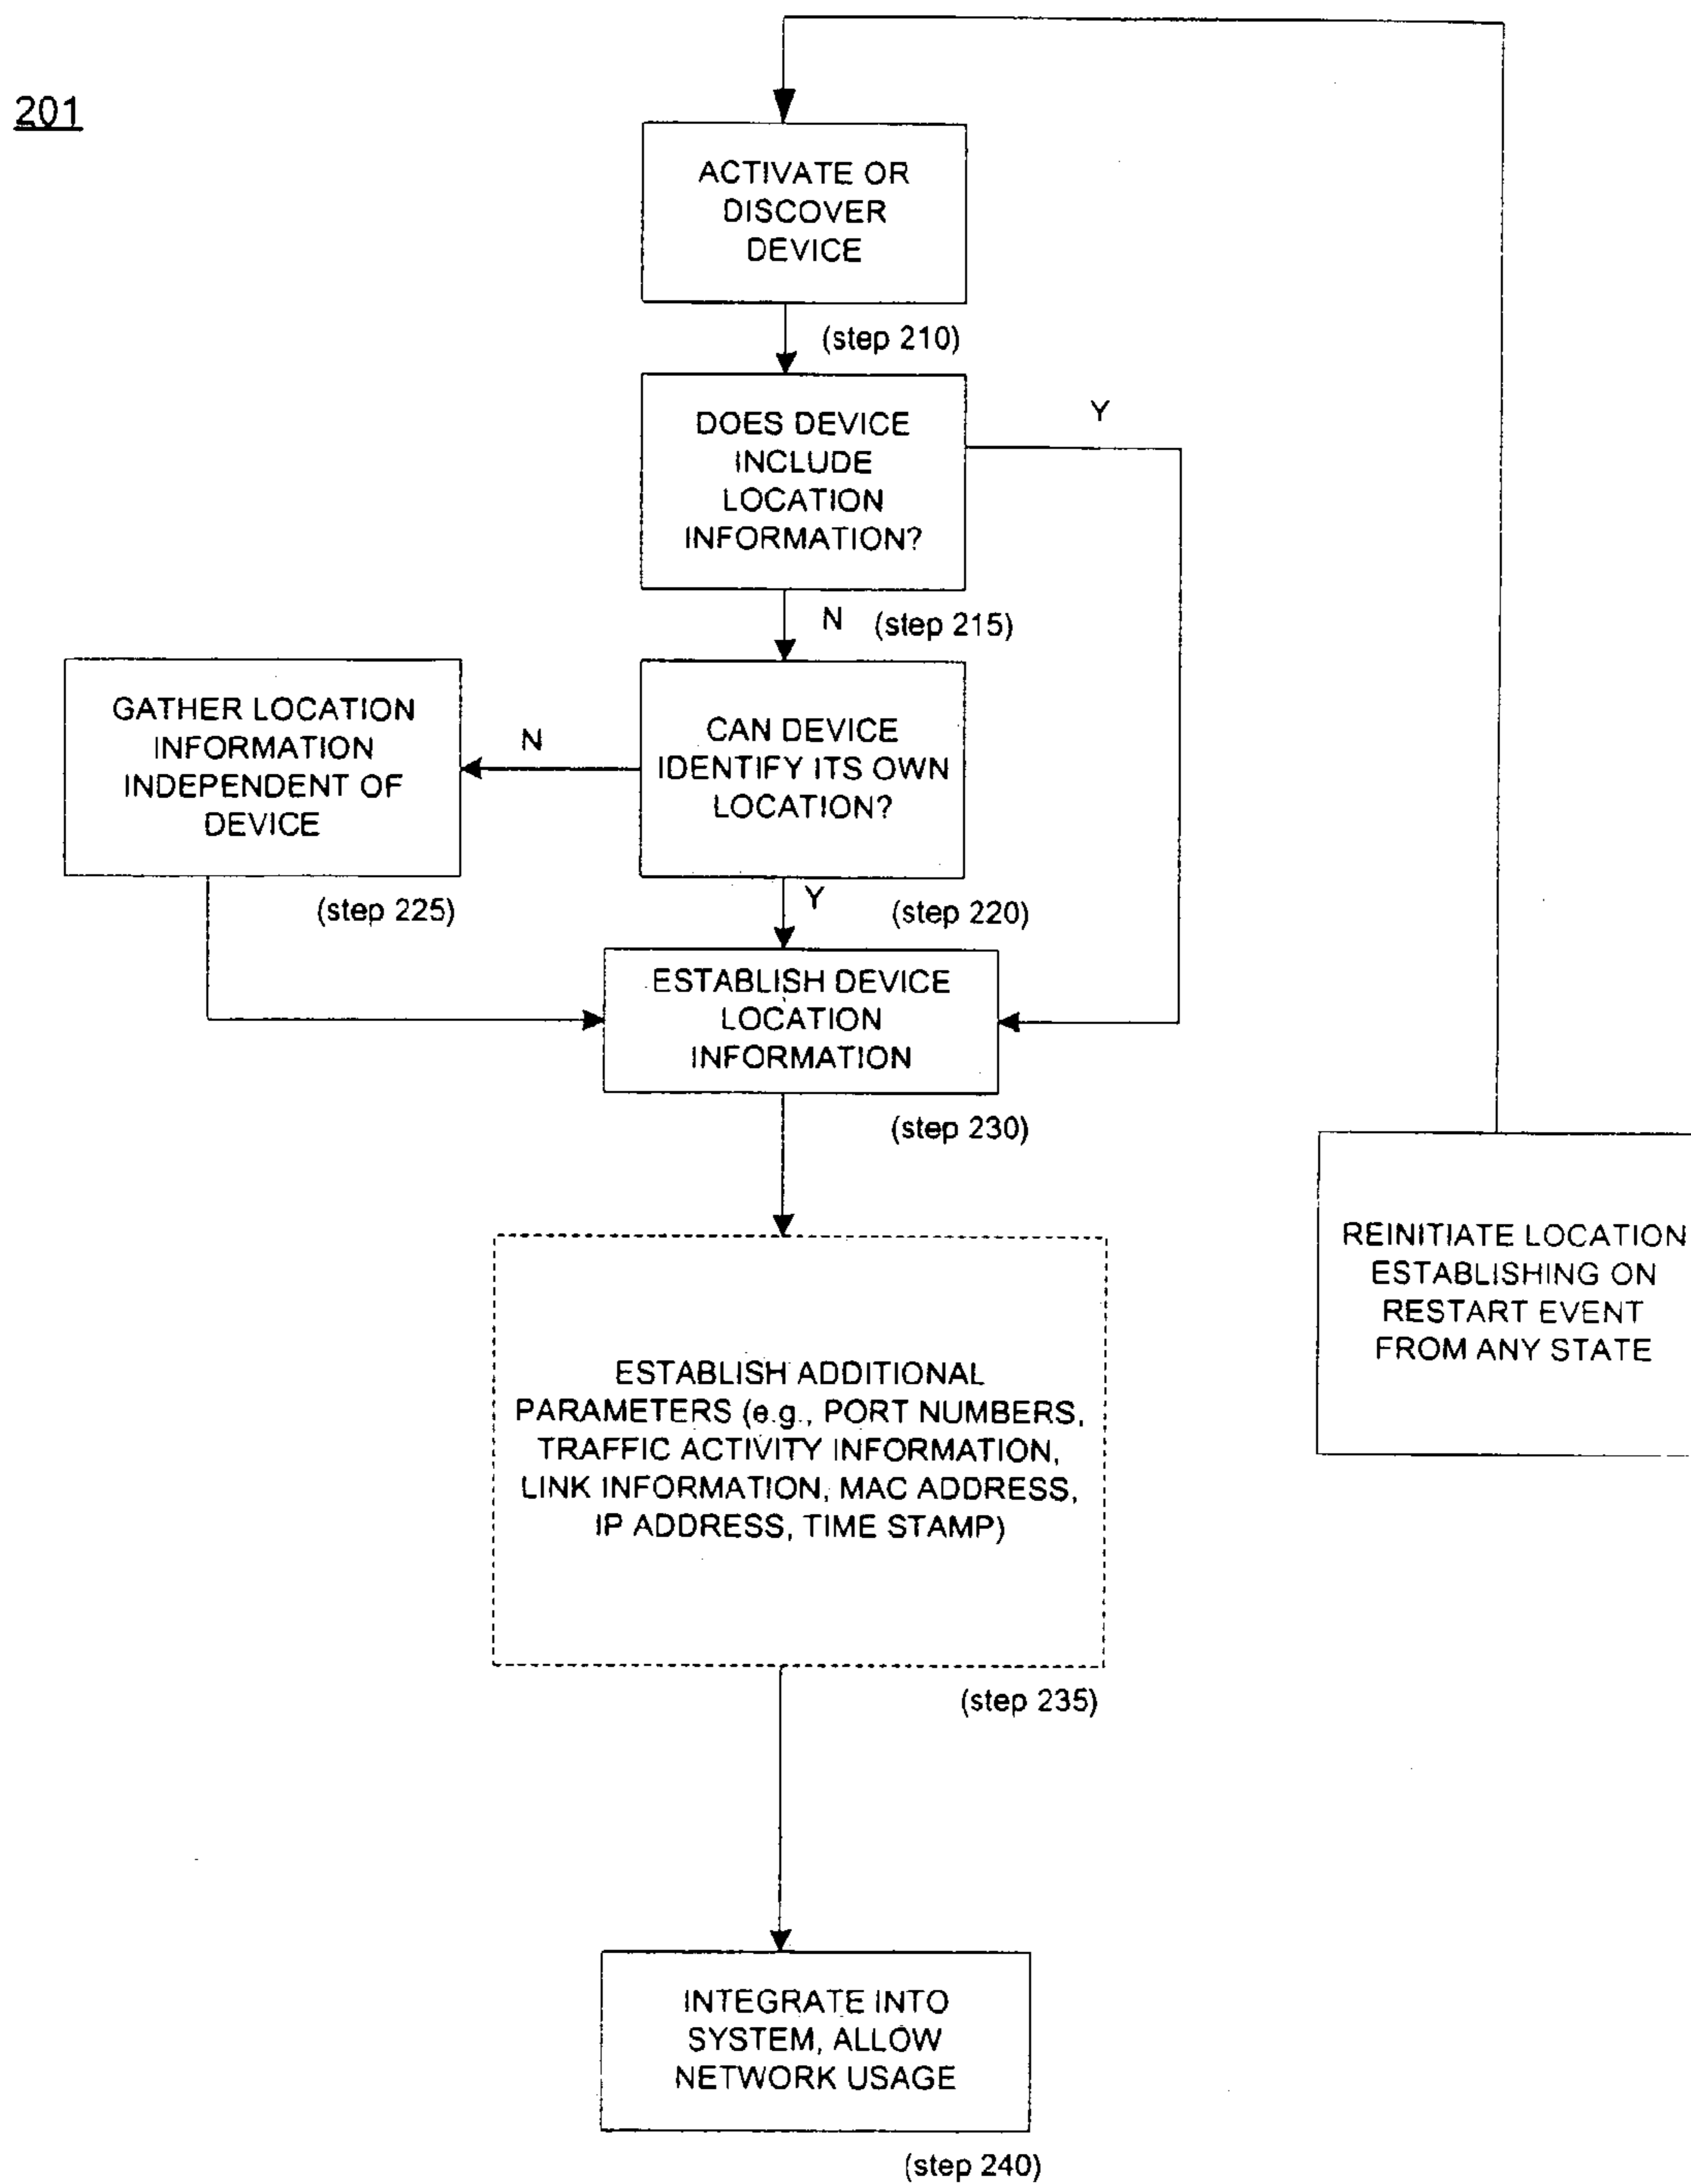 201
ACTIVATE OR
DISCOVER
DEVICE
(step 210)
DOES DEVICE
INCLUDE
LOCATION
INFORMATION?
Y
N
(step 215)
GATHER LOCATION
INFORMATION
INDEPENDENT OF
DEVICE
(step 225)
N
CAN DEVICE
IDENTIFY ITS OWN
LOCATION?
Y
(step 220)
ESTABLISH DEVICE
LOCATION
INFORMATION
(step 230)
REINITIATE LOCATION
ESTABLISHING ON
RESTART EVENT
FROM ANY STATE
ESTABLISH ADDITIONAL
PARAMETERS (e.g., PORT NUMBERS,
TRAFFIC ACTIVITY INFORMATION,
LINK INFORMATION, MAC ADDRESS,
IP ADDRESS, TIME STAMP)
(step 235)
INTEGRATE INTO
SYSTEM, ALLOW
NETWORK USAGE
(step 240)